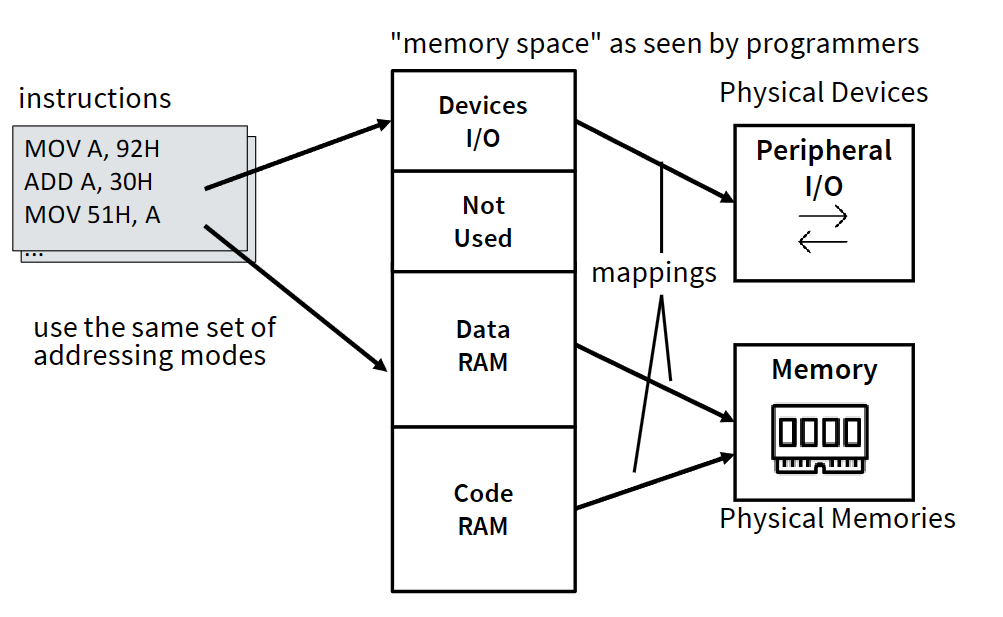 "memory space" as seen by programmers
instructions
MOV A, 92H
ADD A, 30H
MOV 51H, A
...
use the same set of
addressing modes
Devices
I/O
Not
Used
Data
RAM
Code
RAM
mappings
Physical Devices
Peripheral
I/O
Memory
Physical Memories